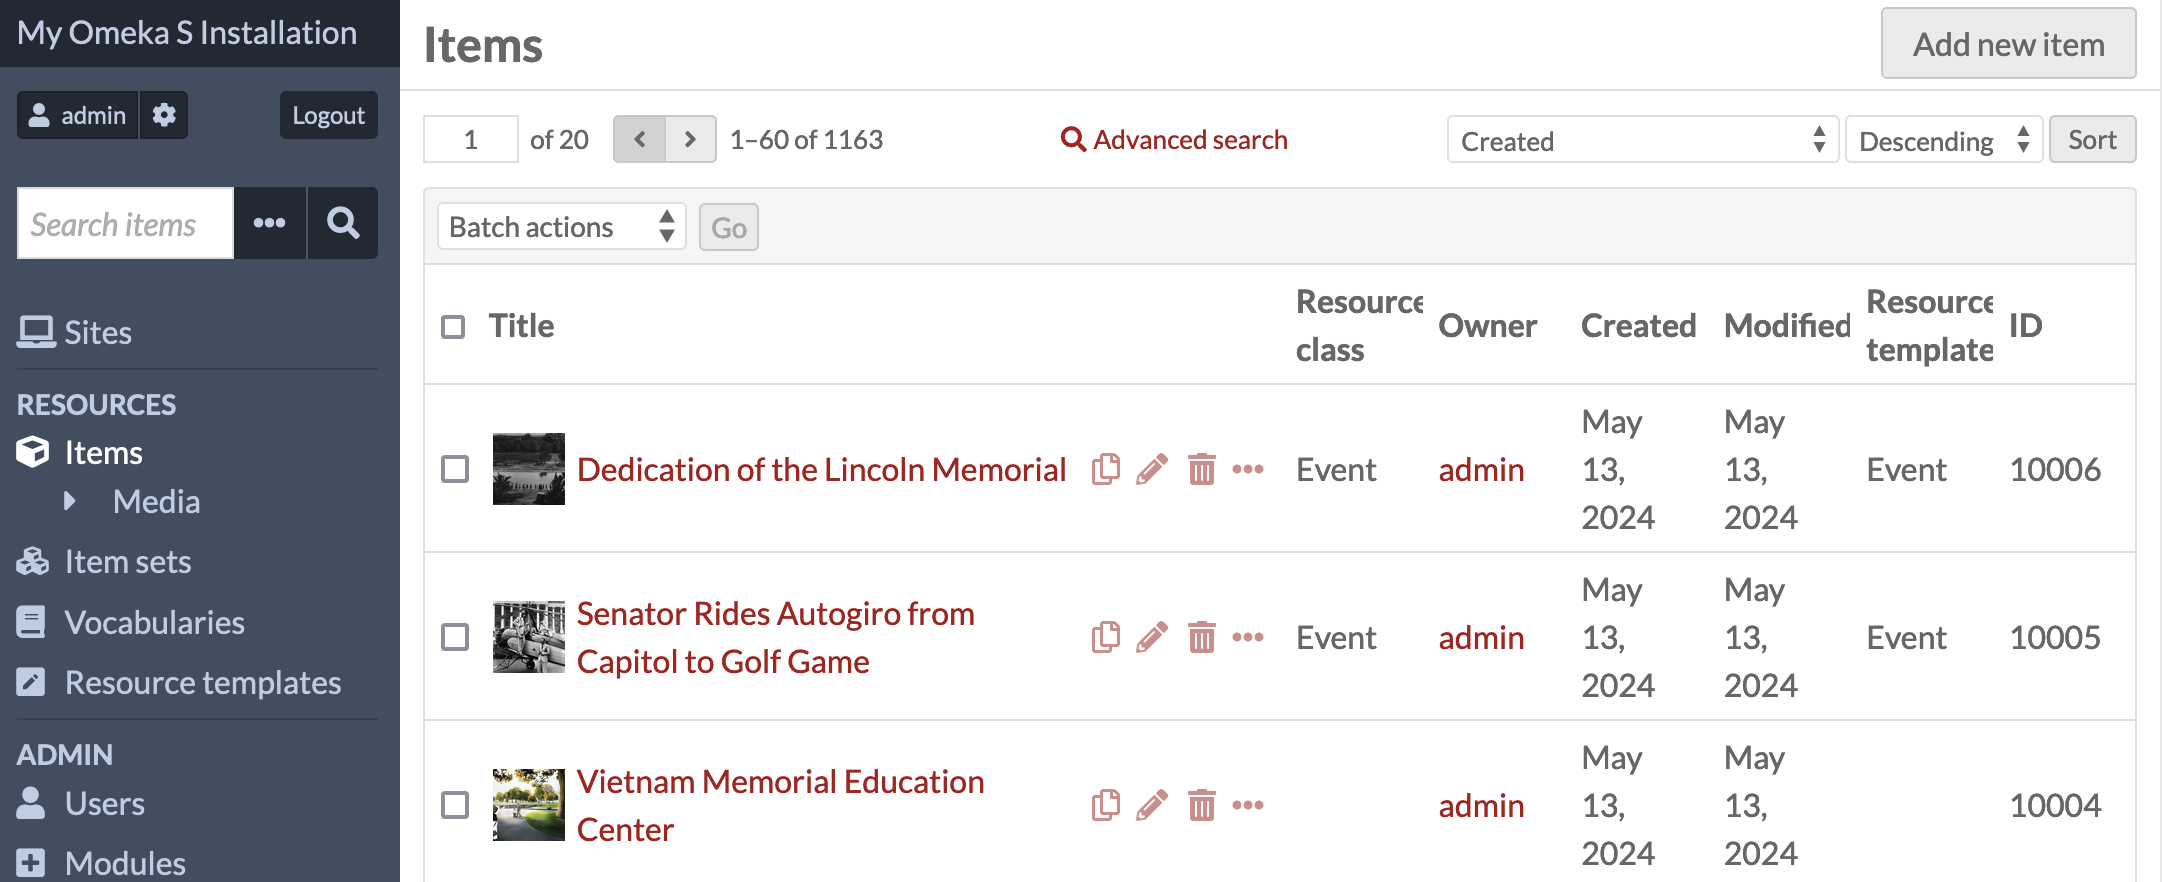 My Omeka S Installation
admin
Logout
Search items
Sites
RESOURCES
Items
Media
Item sets
Vocabularies
Resource templates
ADMIN
Users
Modules
Items
Add new item
1 of 20 1–60 of 1163
Advanced search
Created Descending Sort
Batch actions Go
Title Resource class Owner Created Modified Resource template ID
Dedication of the Lincoln Memorial Event admin May 13, 2024 May 13, 2024 Event 10006
Senator Rides Autogiro from Capitol to Golf Game Event admin May 13, 2024 May 13, 2024 Event 10005
Vietnam Memorial Education Center admin May 13, 2024 May 13, 2024 10004